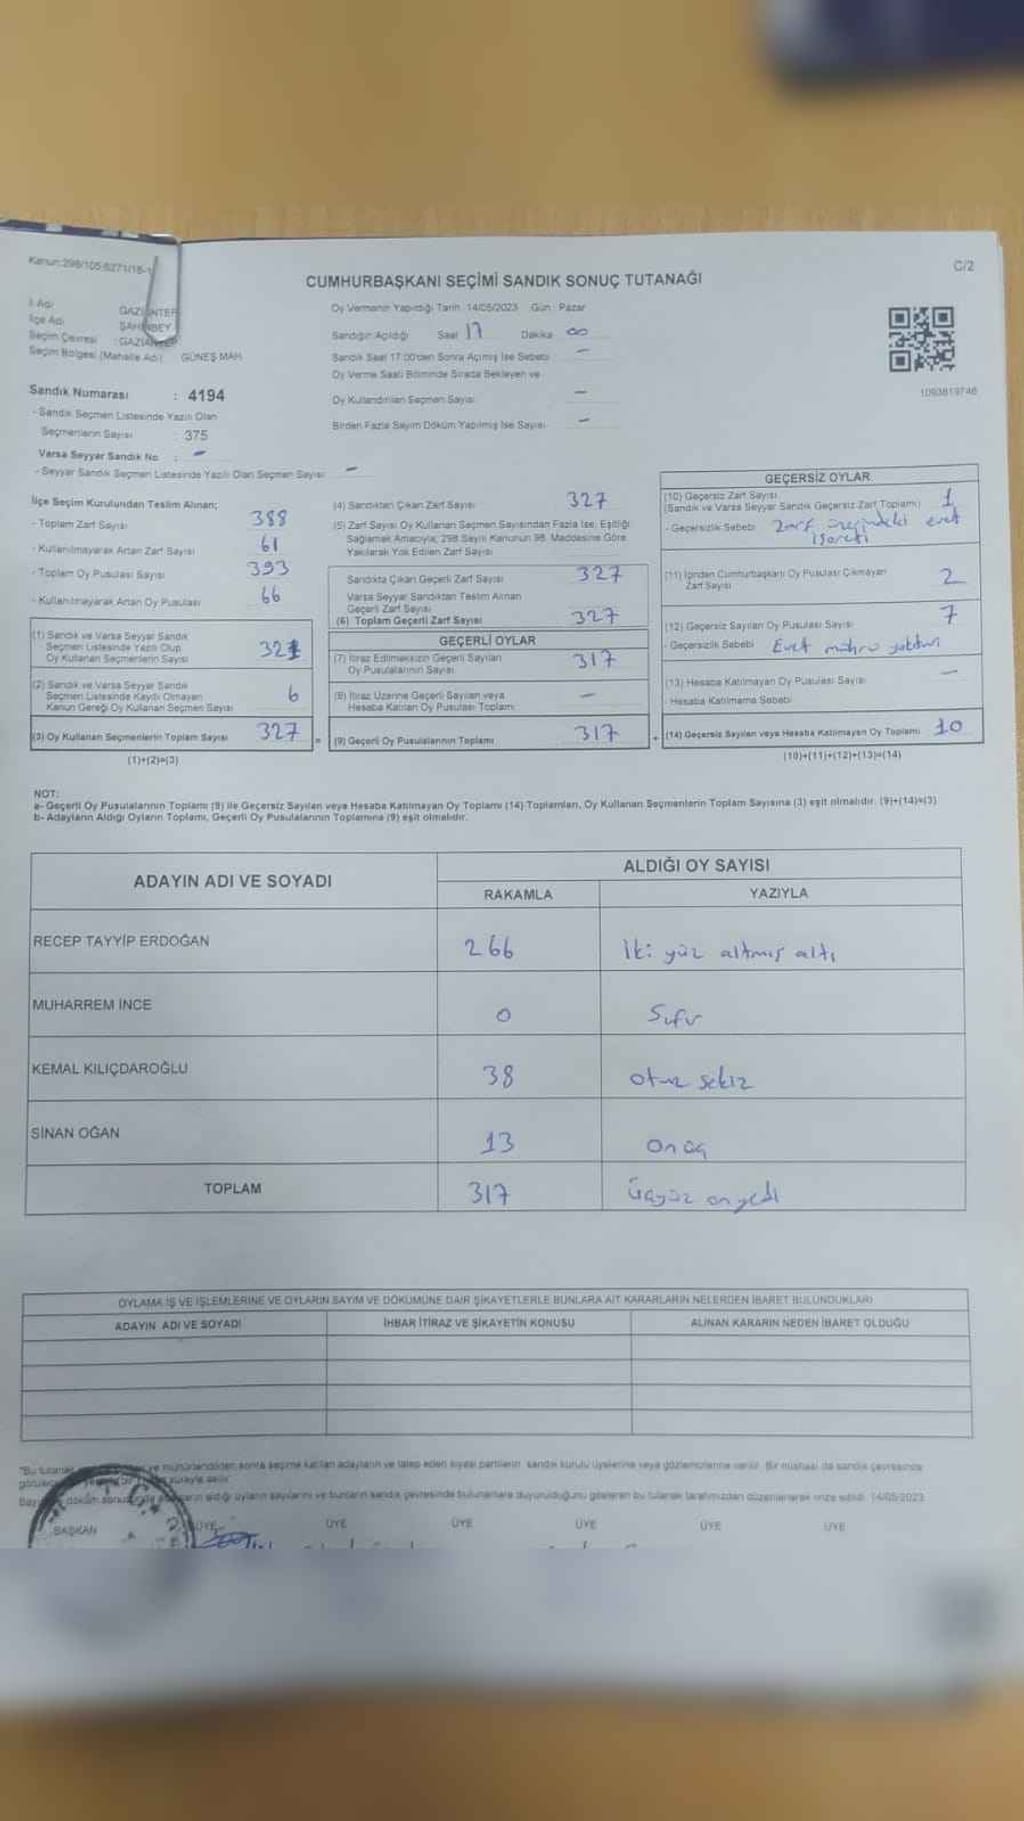 Kanun:298/105,6271/18-1
C/2
CUMHURBAŞKANI SEÇİMİ SANDIK SONUÇ TUTANAĞI
İl Adı GAZİANTEP
İlçe Adı ŞAHİNBEY
Seçim Çevresi : GAZİANTEP
Seçim Bölgesi (Mahalle Adı) : GÜNEŞ MAH
Sandık Numarası : 4194
- Sandık Seçmen Listesinde Yazılı Olan
Seçmenlerin Sayısı : 375
Varsa Seyyar Sandık No : -
- Seyyar Sandık Seçmen Listesinde Yazılı Olan Seçmen Sayısı -
Oy Vermenin Yapıldığı Tarih: 14/05/2023 Gün: Pazar
Sandığın Açıldığı Saat 17 Dakika 00
Sandık Saat 17:00'den Sonra Açılmış İse Sebebi -
Oy Verme Saati Bitiminde Sırada Bekleyen ve
Oy Kullandırılan Seçmen Sayısı -
Birden Fazla Sayım Döküm Yapılmış İse Sayısı -
1093819746
İlçe Seçim Kurulundan Teslim Alınan;
- Toplam Zarf Sayısı 388
- Kullanılmayarak Artan Zarf Sayısı 61
- Toplam Oy Pusulası Sayısı 393
- Kullanılmayarak Artan Oy Pusulası 66
(1) Sandık ve Varsa Seyyar Sandık
Seçmen Listesinde Yazılı Olup
Oy Kullanan Seçmenlerin Sayısı 321
(2) Sandık ve Varsa Seyyar Sandık
Seçmen Listesinde Kayıtlı Olmayan
Kanun Gereği Oy Kullanan Seçmen Sayısı 6
(3) Oy Kullanan Seçmenlerin Toplam Sayısı 327
(1)+(2)=(3)
(4) Sandıktan Çıkan Zarf Sayısı 327
(5) Zarf Sayısı Oy Kullanan Seçmen Sayısından Fazla İse, Eşitliği
Sağlamak Amacıyla, 298 Sayılı Kanunun 98. Maddesine Göre
Yakılarak Yok Edilen Zarf Sayısı
Sandıkta Çıkan Geçerli Zarf Sayısı 327
Varsa Seyyar Sandıktan Teslim Alınan
Geçerli Zarf Sayısı
(6) Toplam Geçerli Zarf Sayısı 327
GEÇERLİ OYLAR
(7) İtiraz Edilmeksizin Geçerli Sayılan
Oy Pusulalarının Sayısı 317
(8) İtiraz Üzerine Geçerli Sayılan veya
Hesaba Katılan Oy Pusulası Toplamı -
= (9) Geçerli Oy Pusulalarının Toplamı 317
GEÇERSİZ OYLAR
(10) Geçersiz Zarf Sayısı
(Sandık ve Varsa Seyyar Sandık Geçersiz Zarf Toplamı) 1
- Geçersizlik Sebebi Zarf üzerindeki evet
işareti
(11) İçinden Cumhurbaşkanı Oy Pusulası Çıkmayan
Zarf Sayısı 2
(12) Geçersiz Sayılan Oy Pusulası Sayısı 7
- Geçersizlik Sebebi Evet mührü
(13) Hesaba Katılmayan Oy Pusulası Sayısı -
- Hesaba Katılmama Sebebi
+ (14) Geçersiz Sayılan veya Hesaba Katılmayan Oy Toplamı 10
(10)+(11)+(12)+(13)=(14)
NOT:
a- Geçerli Oy Pusulalarının Toplamı (9) ile Geçersiz Sayılan veya Hesaba Katılmayan Oy Toplamı (14) Toplamları, Oy Kullanan Seçmenlerin Toplam Sayısına (3) eşit olmalıdır. (9)+(14)=(3)
b- Adayların Aldığı Oyların Toplamı, Geçerli Oy Pusulalarının Toplamına (9) eşit olmalıdır.
ADAYIN ADI VE SOYADI ALDIĞI OY SAYISI
RAKAMLA YAZIYLA
RECEP TAYYİP ERDOĞAN 266 İki yüz altmış altı
MUHARREM İNCE 0 Sıfır
KEMAL KILIÇDAROĞLU 38 otuz sekiz
SİNAN OĞAN 13 On üç
TOPLAM 317 Üçyüz onyedi
OYLAMA İŞ VE İŞLEMLERİNE VE OYLARIN SAYIM VE DÖKÜMÜNE DAİR ŞİKAYETLERLE BUNLARA AİT KARARLARIN NELERDEN İBARET BULUNDUKLARI
ADAYIN ADI VE SOYADI İHBAR İTİRAZ VE ŞİKAYETİN KONUSU ALINAN KARARIN NEDEN İBARET OLDUĞU
"Bu tutanak ve mühürlendikten sonra seçime katılan adayların ve talep eden siyasi partilerin, sandık kurulu üyelerine veya gözlemcilerine verilir. Bir nüshası da sandık çevresinde
süreyle asılır.
döküm aldığı oyların sayılarını ve bunların sandık çevresinde bulunanlara duyurulduğunu gösteren bu tutanak tarafımızdan düzenlenerek imza edildi. 14/05/2023
BAŞKAN ÜYE ÜYE ÜYE ÜYE ÜYE ÜYE